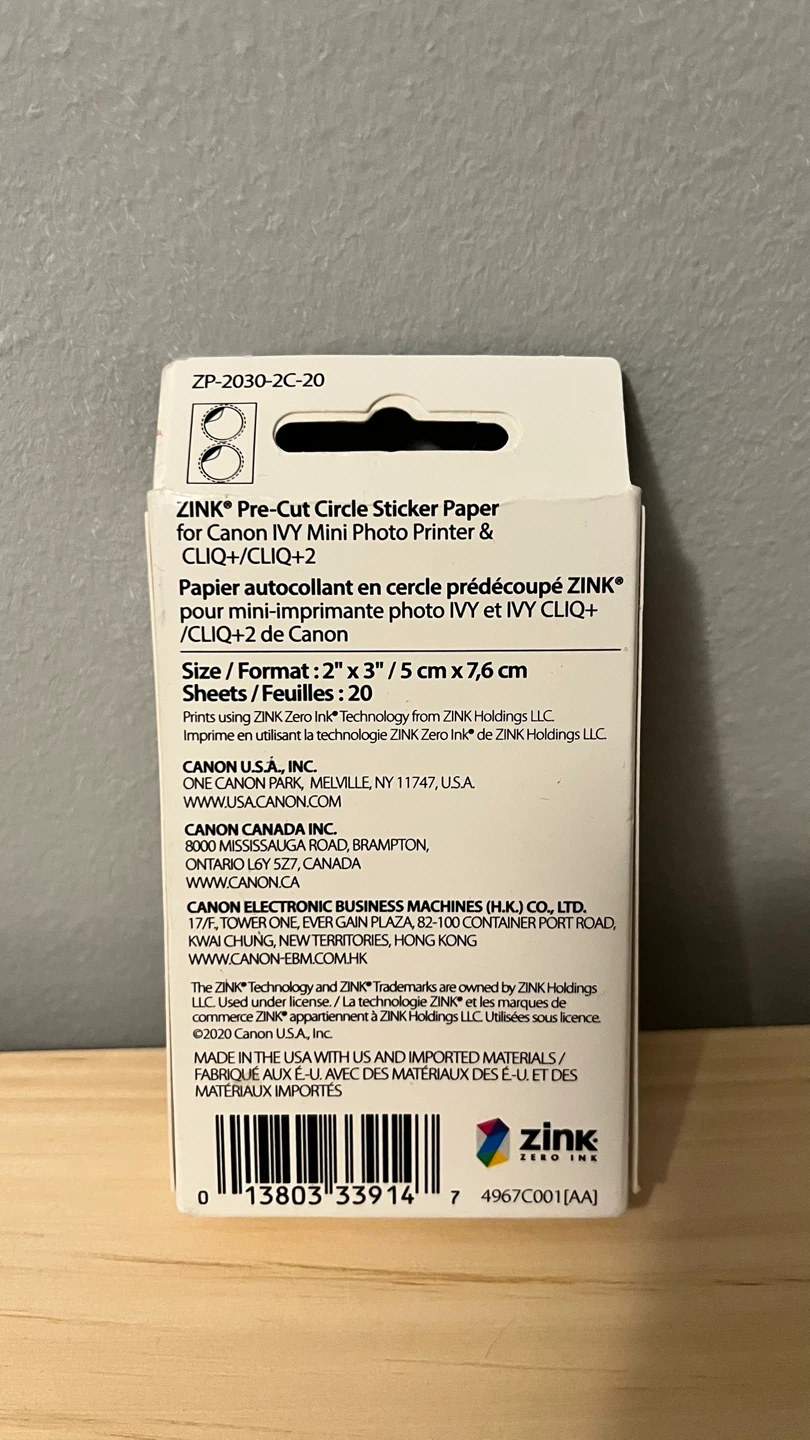 ZP-2030-2C-20
ZINK® Pre-Cut Circle Sticker Paper
for Canon IVY Mini Photo Printer &
CLIQ+/CLIQ+2
Papier autocollant en cercle prédécoupé ZINK®
pour mini-imprimante photo IVY et IVY CLIQ+
/CLIQ+2 de Canon
Size / Format : 2" x 3" / 5 cm x 7,6 cm
Sheets / Feuilles : 20
Prints using ZINK Zero Ink® Technology from ZINK Holdings LLC.
Imprime en utilisant la technologie ZINK Zero Ink® de ZINK Holdings LLC.
CANON U.S.A., INC.
ONE CANON PARK, MELVILLE, NY 11747, U.S.A.
WWW.USA.CANON.COM
CANON CANADA INC.
8000 MISSISSAUGA ROAD, BRAMPTON,
ONTARIO L6Y 5Z7, CANADA
WWW.CANON.CA
CANON ELECTRONIC BUSINESS MACHINES (H.K.) CO., LTD.
17/F., TOWER ONE, EVER GAIN PLAZA, 82-100 CONTAINER PORT ROAD,
KWAI CHUNG, NEW TERRITORIES, HONG KONG
WWW.CANON-EBM.COM.HK
The ZINK® Technology and ZINK® Trademarks are owned by ZINK Holdings
LLC. Used under license. / La technologie ZINK® et les marques de
commerce ZINK® appartiennent à ZINK Holdings LLC. Utilisées sous licence.
©2020 Canon U.S.A., Inc.
MADE IN THE USA WITH US AND IMPORTED MATERIALS /
FABRIQUÉ AUX É.-U. AVEC DES MATÉRIAUX DES É.-U. ET DES
MATÉRIAUX IMPORTÉS
zink
ZERO INK
0 13803 33914 7
4967C001[AA]